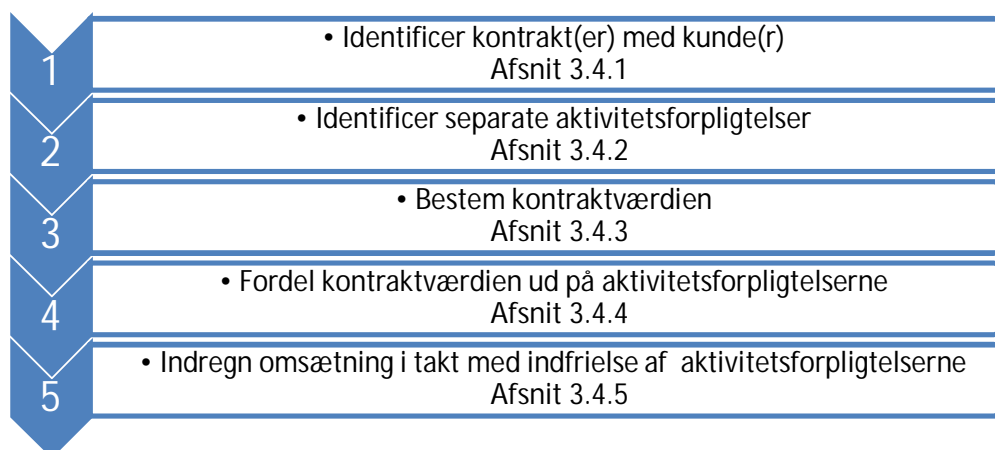 1
• Identificer kontrakt(er) med kunde(r)
Afsnit 3.4.1
2
• Identificer separate aktivitetsforpligtelser
Afsnit 3.4.2
3
• Bestem kontraktværdien
Afsnit 3.4.3
4
• Fordel kontraktværdien ud på aktivitetsforpligtelserne
Afsnit 3.4.4
5
• Indregn omsætning i takt med indfrielse af aktivitetsforpligtelserne
Afsnit 3.4.5